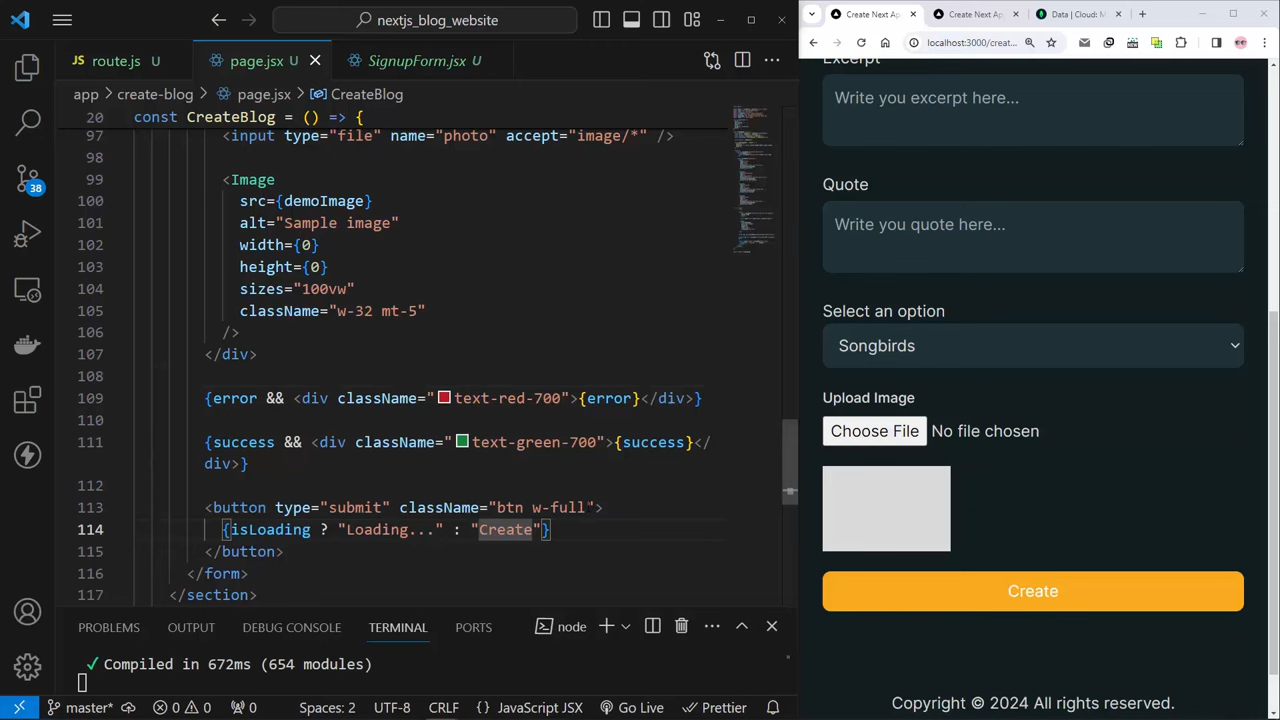 nextjs_blog_website
route.js U
page.jsx U
SignupForm.jsx U
app > create-blog > page.jsx > CreateBlog
20 const CreateBlog = () => {
97 <input type="file" name="photo" accept="image/*" />
98
99 <Image
100 src={demoImage}
101 alt="Sample image"
102 width={0}
103 height={0}
104 sizes="100vw"
105 className="w-32 mt-5"
106 />
107 </div>
108
109 {error && <div className="text-red-700">{error}</div>}
110
111 {success && <div className="text-green-700">{success}</
div>}
112
113 <button type="submit" className="btn w-full">
114 {isLoading ? "Loading..." : "Create"}
115 </button>
116 </form>
117 </section>
38
PROBLEMS OUTPUT DEBUG CONSOLE TERMINAL PORTS node
✓ Compiled in 672ms (654 modules)
master* 0 0 Spaces: 2 UTF-8 CRLF {} JavaScript JSX Go Live Prettier
Create Next Ap
Create Next Ap
Data | Cloud: M
localhost:3000/creat...
Excerpt
Write you excerpt here...
Quote
Write you quote here...
Select an option
Songbirds
Upload Image
Choose File No file chosen
Create
Copyright © 2024 All rights reserved.